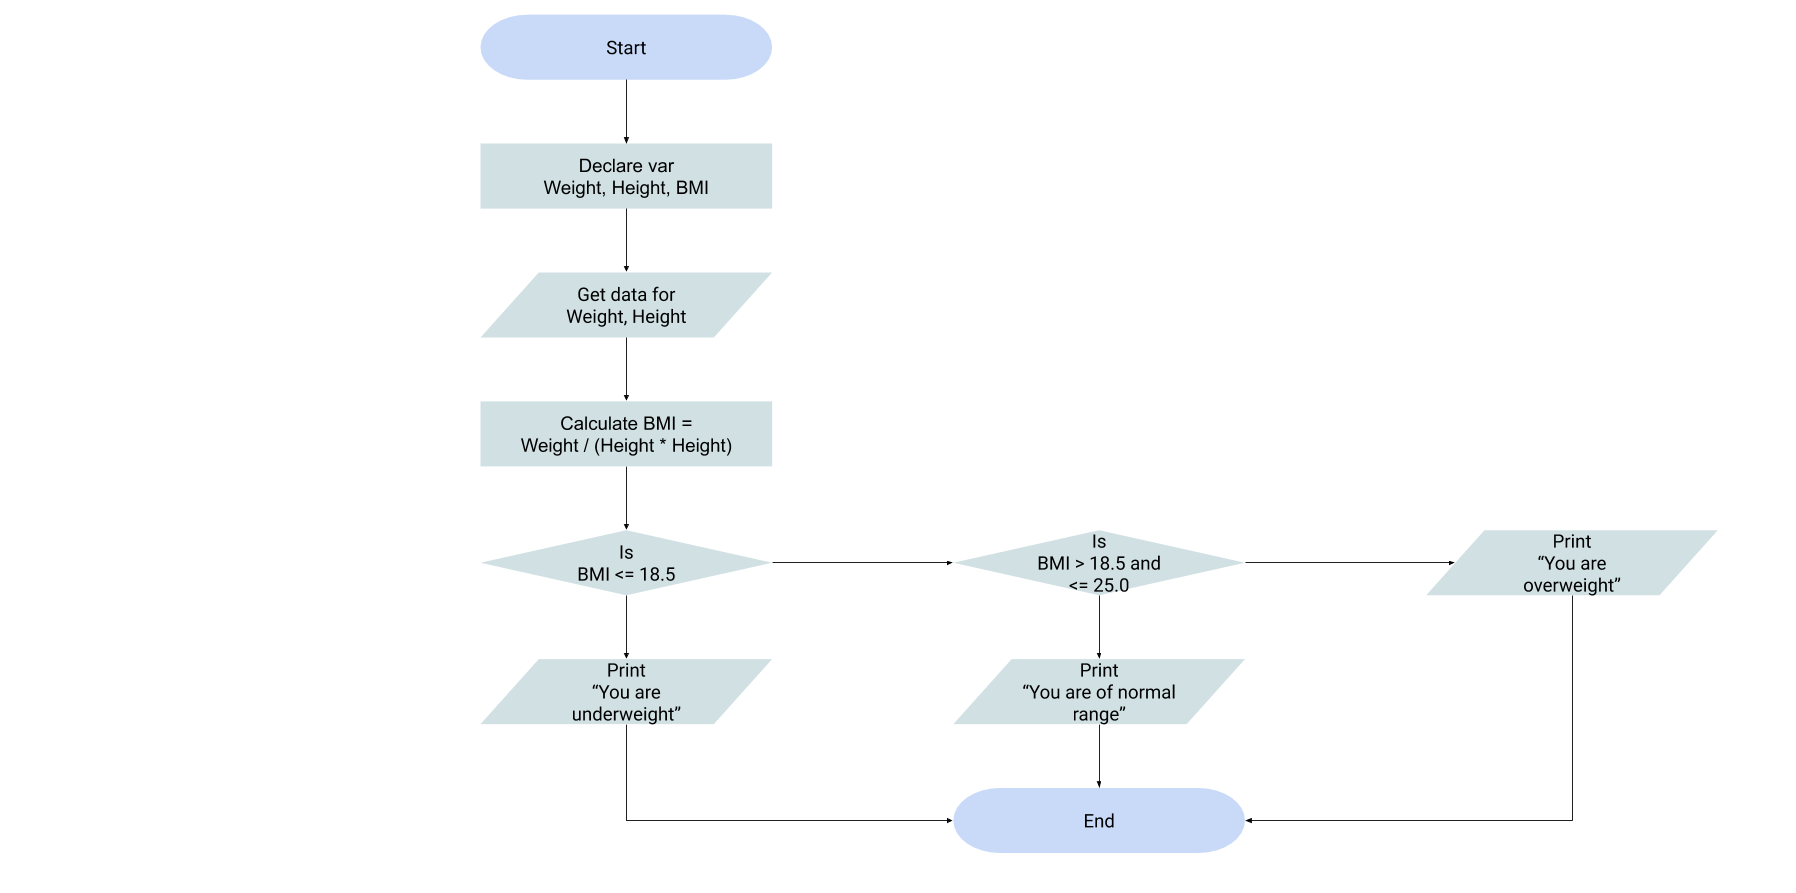 Start
Declare var
Weight, Height, BMI
Get data for
Weight, Height
Calculate BMI =
Weight / (Height * Height)
Is
BMI <= 18.5
Is
BMI > 18.5 and
<= 25.0
Print
“You are
overweight”
Print
“You are
underweight”
Print
“You are of normal
range”
End